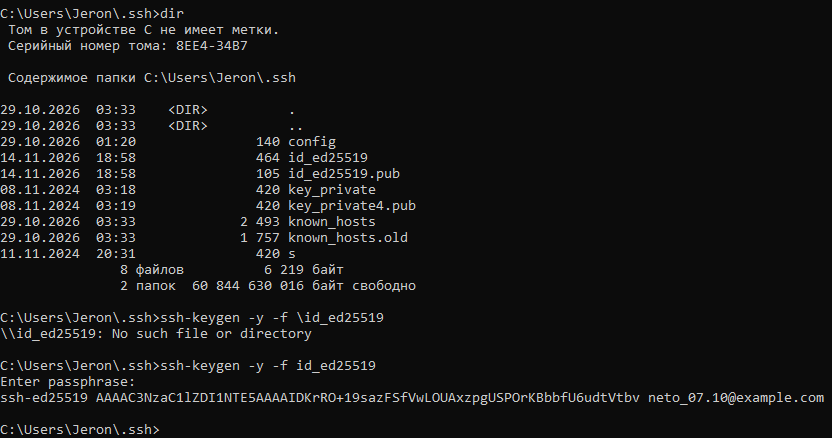 C:\Users\Jeron\.ssh>dir
Том в устройстве C не имеет метки.
Серийный номер тома: 8EE4-34B7
Содержимое папки C:\Users\Jeron\.ssh
29.10.2026 03:33 <DIR> .
29.10.2026 03:33 <DIR> ..
29.10.2026 01:20 140 config
14.11.2026 18:58 464 id_ed25519
14.11.2026 18:58 105 id_ed25519.pub
08.11.2024 03:18 420 key_private
08.11.2024 03:19 420 key_private4.pub
29.10.2026 03:33 2 493 known_hosts
29.10.2026 03:33 1 757 known_hosts.old
11.11.2024 20:31 420 s
8 файлов 6 219 байт
2 папок 60 844 630 016 байт свободно
C:\Users\Jeron\.ssh>ssh-keygen -y -f \id_ed25519
\\id_ed25519: No such file or directory
C:\Users\Jeron\.ssh>ssh-keygen -y -f id_ed25519
Enter passphrase:
ssh-ed25519 AAAAC3NzaC1lZDI1NTE5AAAAIDKrRO+19sazFSfVwLOUAxzpgUSPOrKBbbfU6udtVtbv neto_07.10@example.com
C:\Users\Jeron\.ssh>